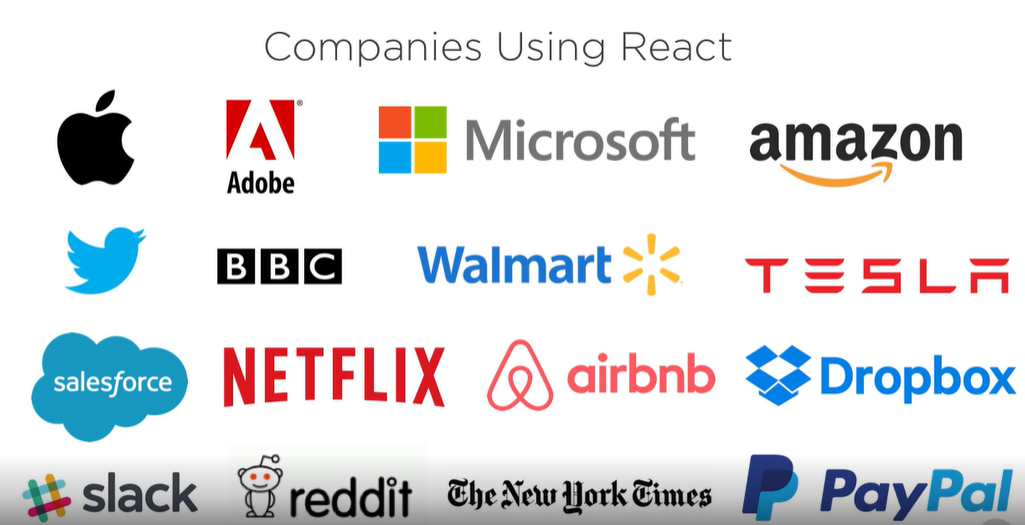 Companies Using React
Adobe®
Microsoft
amazon
BBC
Walmart
TESLA
salesforce
NETFLIX
airbnb
Dropbox
slack
reddit
The New York Times
PayPal